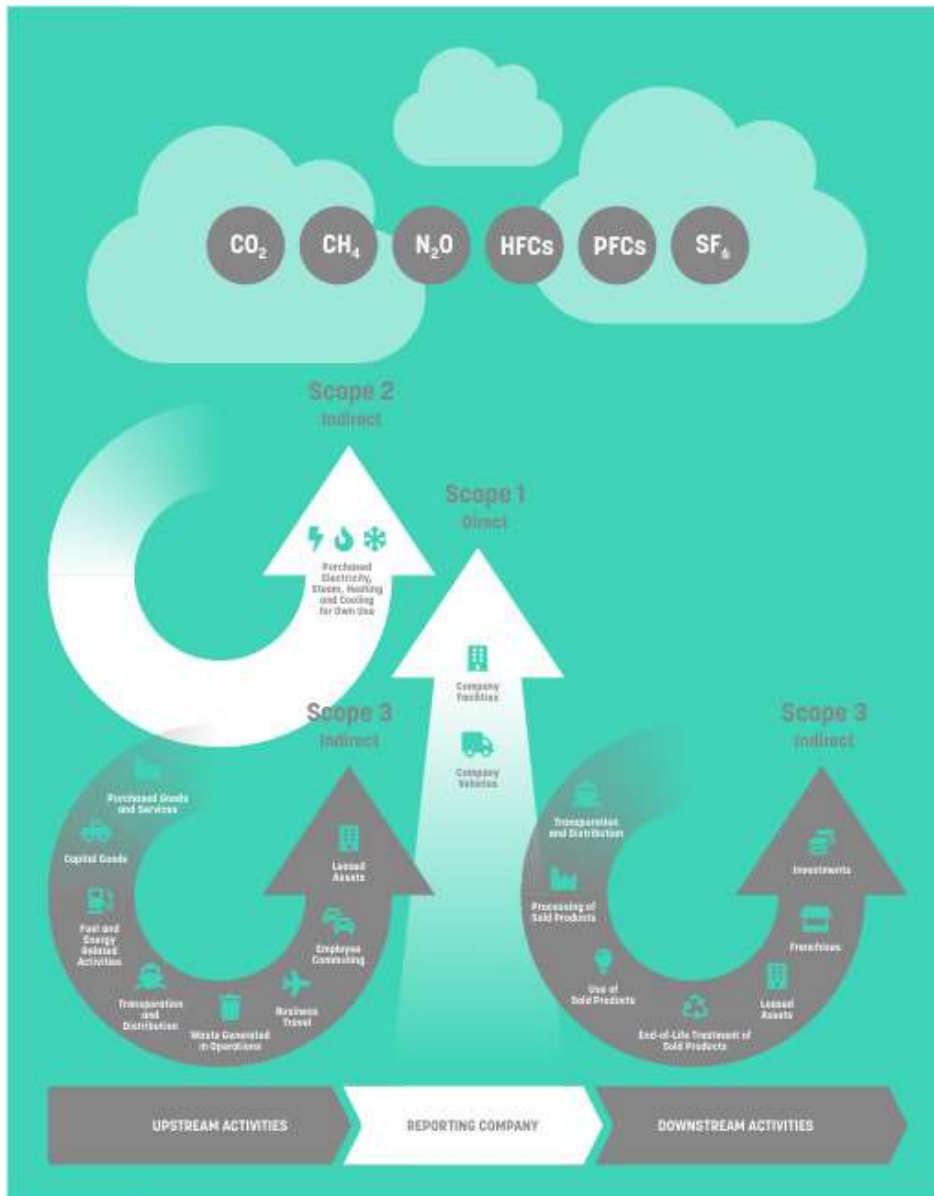 CO₂
CH₄
N₂O
HFCs
PFCs
SF₆
Scope 2
Indirect
Purchased
Electricity,
Steam, Heating
and Cooling
for Own Use
Scope 1
Direct
Company
Facilities
Company
Vehicles
Scope 3
Indirect
Purchased Goods
and Services
Capital Goods
Fuel and
Energy
Related
Activities
Transporation
and
Distribution
Waste Generated
in Operations
Business
Travel
Employee
Commuting
Leased
Assets
Scope 3
Indirect
Transporation
and Distribution
Processing of
Sold Products
Use of
Sold Products
End-of-Life Treatment of
Sold Products
Leased
Assets
Franchises
Investments
UPSTREAM ACTIVITIES
REPORTING COMPANY
DOWNSTREAM ACTIVITIES